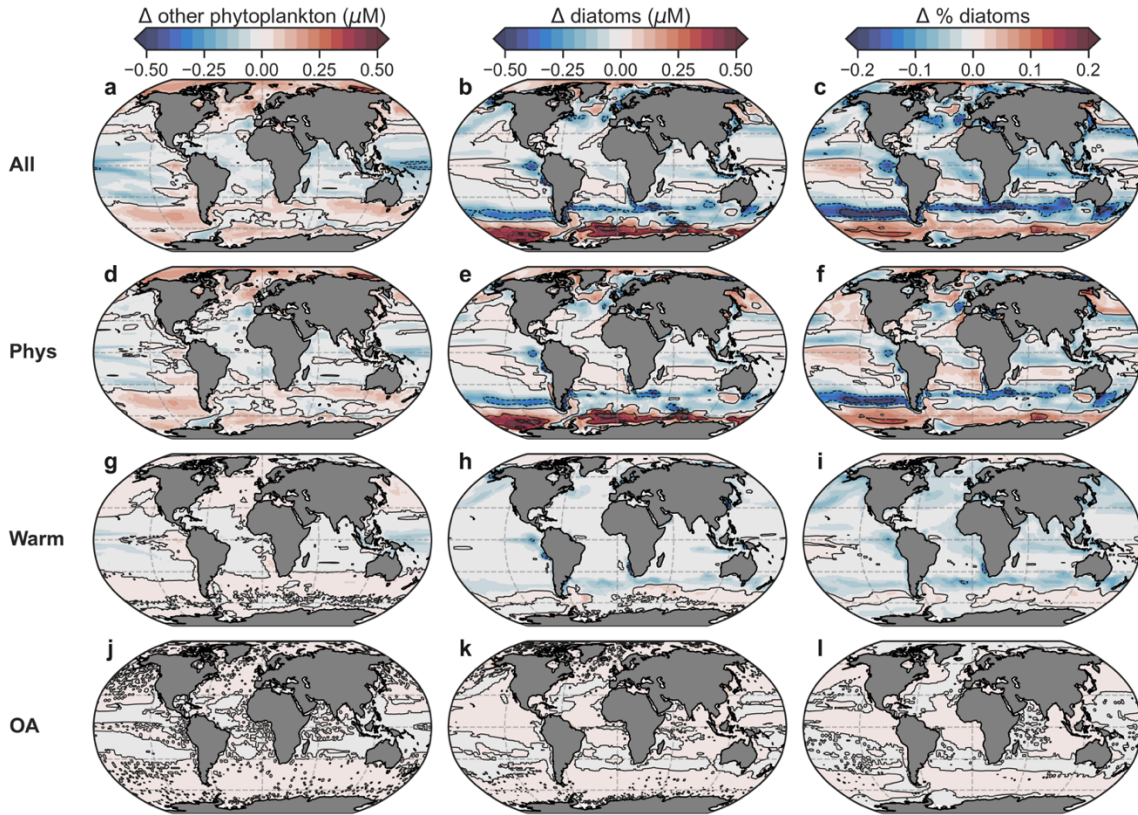 Δ other phytoplankton (μM) Δ diatoms (μM) Δ % diatoms
−0.50 −0.25 0.00 0.25 0.50 −0.50 −0.25 0.00 0.25 0.50 −0.2 −0.1 0.0 0.1 0.2
a b c
All
d e f
Phys
g h i
Warm
j k l
OA